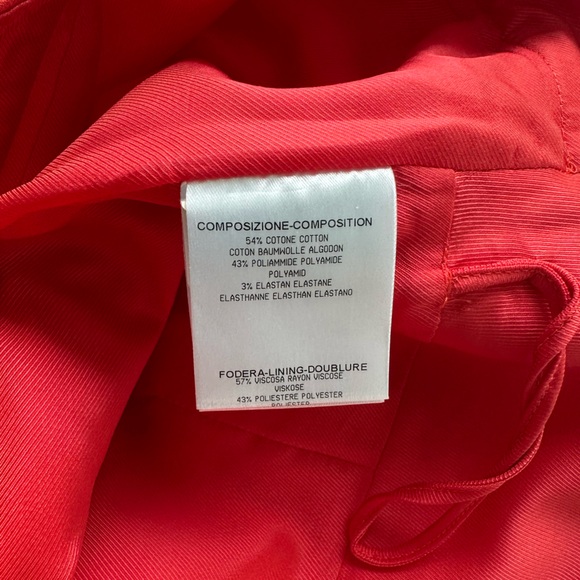 COMPOSIZIONE-COMPOSITION
54% COTONE COTTON
COTON BAUMWOLLE ALGODON
43% POLIAMMIDE POLYAMIDE
POLYAMID
3% ELASTAN ELASTANE
ELASTHANNE ELASTHAN ELASTANO
FODERA-LINING-DOUBLURE
57% VISCOSA RAYON VISCOSE
VISKOSE
43% POLIESTERE POLYESTER
POLIESTER